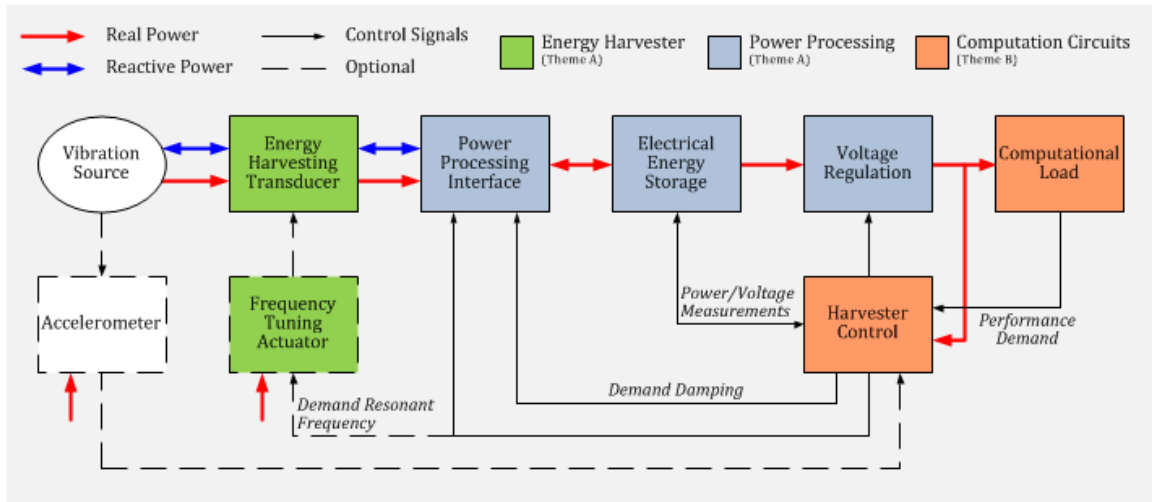 Real Power
Control Signals
Energy Harvester
(Theme A)
Power Processing
(Theme A)
Computation Circuits
(Theme B)
Reactive Power
Optional
Vibration
Source
Energy
Harvesting
Transducer
Power
Processing
Interface
Electrical
Energy
Storage
Voltage
Regulation
Computational
Load
Accelerometer
Frequency
Tuning
Actuator
Power/Voltage
Measurements
Harvester
Control
Performance
Demand
Demand Resonant
Frequency
Demand Damping